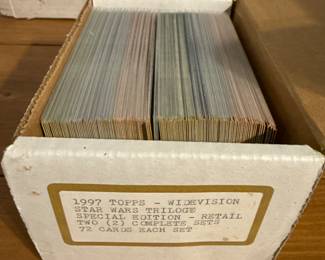 1997 TOPPS - WIDEVISION
STAR WARS TRILOGY
SPECIAL EDITION - RETAIL
TWO (2) COMPLETE SETS
72 CARDS EACH SET